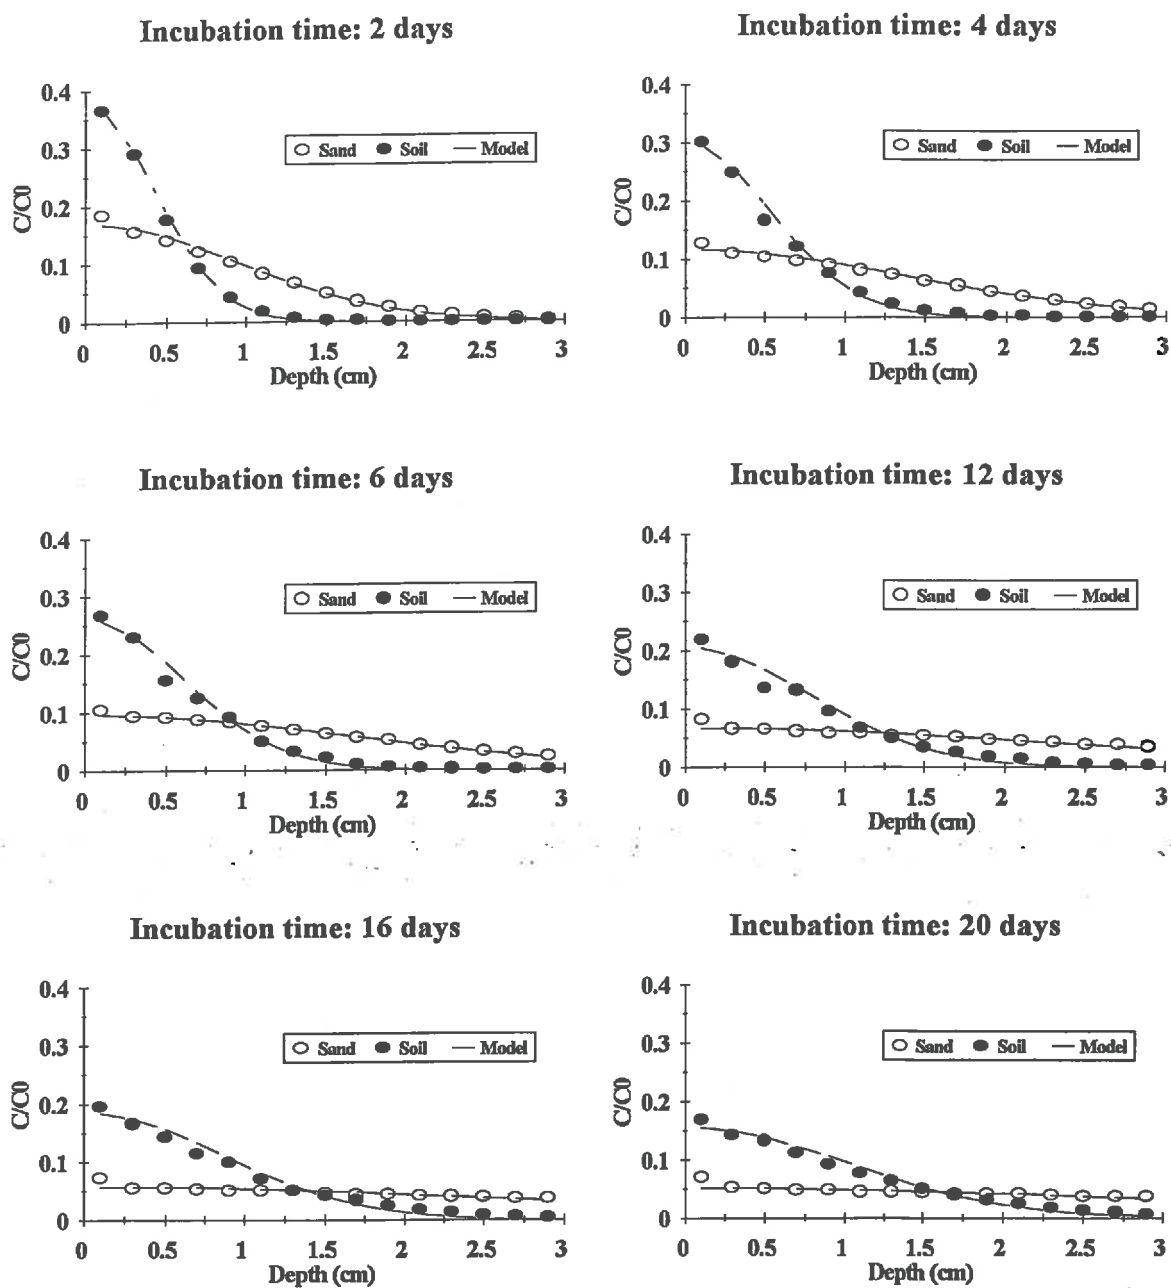 Incubation time: 2 days
0.4
0.3
0.2
0.1
0
C/C0
Sand Soil Model
0 0.5 1 1.5 2 2.5 3
Depth (cm)
Incubation time: 4 days
0.4
0.3
0.2
0.1
0
C/C0
Sand Soil Model
0 0.5 1 1.5 2 2.5 3
Depth (cm)
Incubation time: 6 days
0.4
0.3
0.2
0.1
0
C/C0
Sand Soil Model
0 0.5 1 1.5 2 2.5 3
Depth (cm)
Incubation time: 12 days
0.4
0.3
0.2
0.1
0
C/C0
Sand Soil Model
0 0.5 1 1.5 2 2.5 3
Depth (cm)
Incubation time: 16 days
0.4
0.3
0.2
0.1
0
C/C0
Sand Soil Model
0 0.5 1 1.5 2 2.5 3
Depth (cm)
Incubation time: 20 days
0.4
0.3
0.2
0.1
0
C/C0
Sand Soil Model
0 0.5 1 1.5 2 2.5 3
Depth (cm)